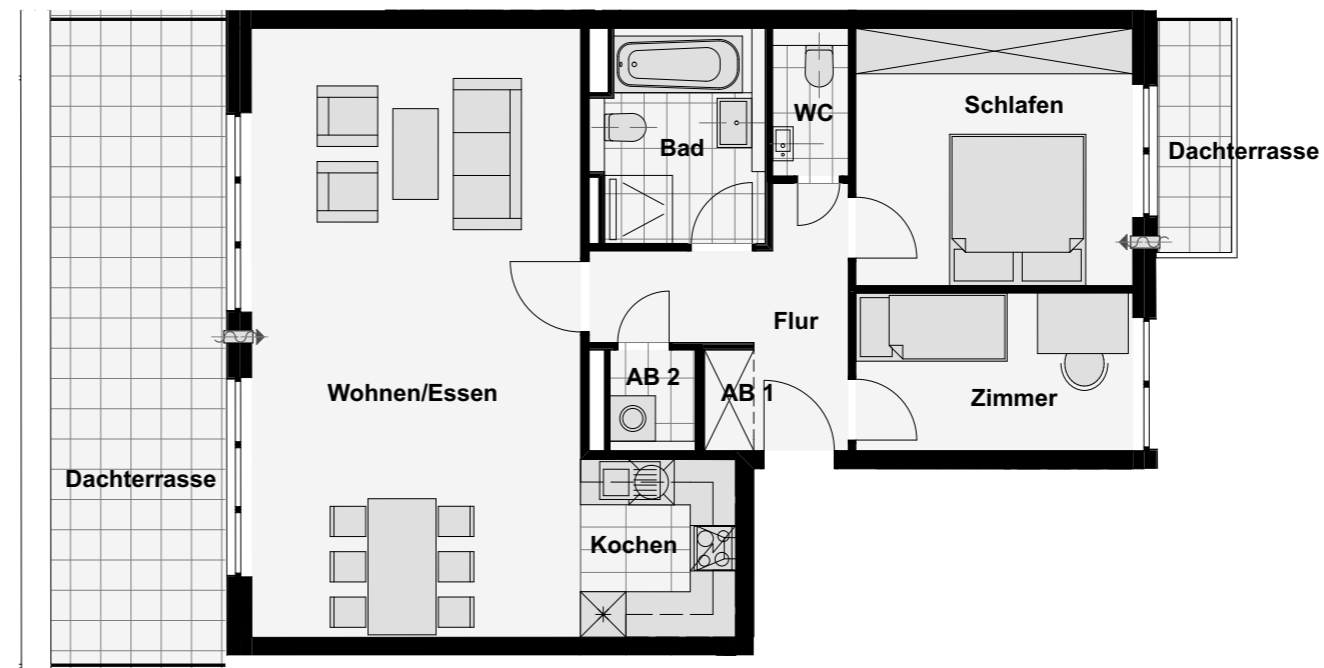 Schlafen
WC
Bad
Dachterrasse
Flur
AB 2
AB 1
Wohnen/Essen
Zimmer
Dachterrasse
Kochen